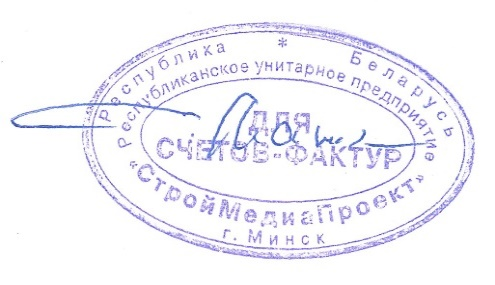 Республика * Беларусь
Республиканское унитарное предприятие
ДЛЯ
СЧЕТОВ-ФАКТУР
«СтройМедиаПроект»
г. Минск